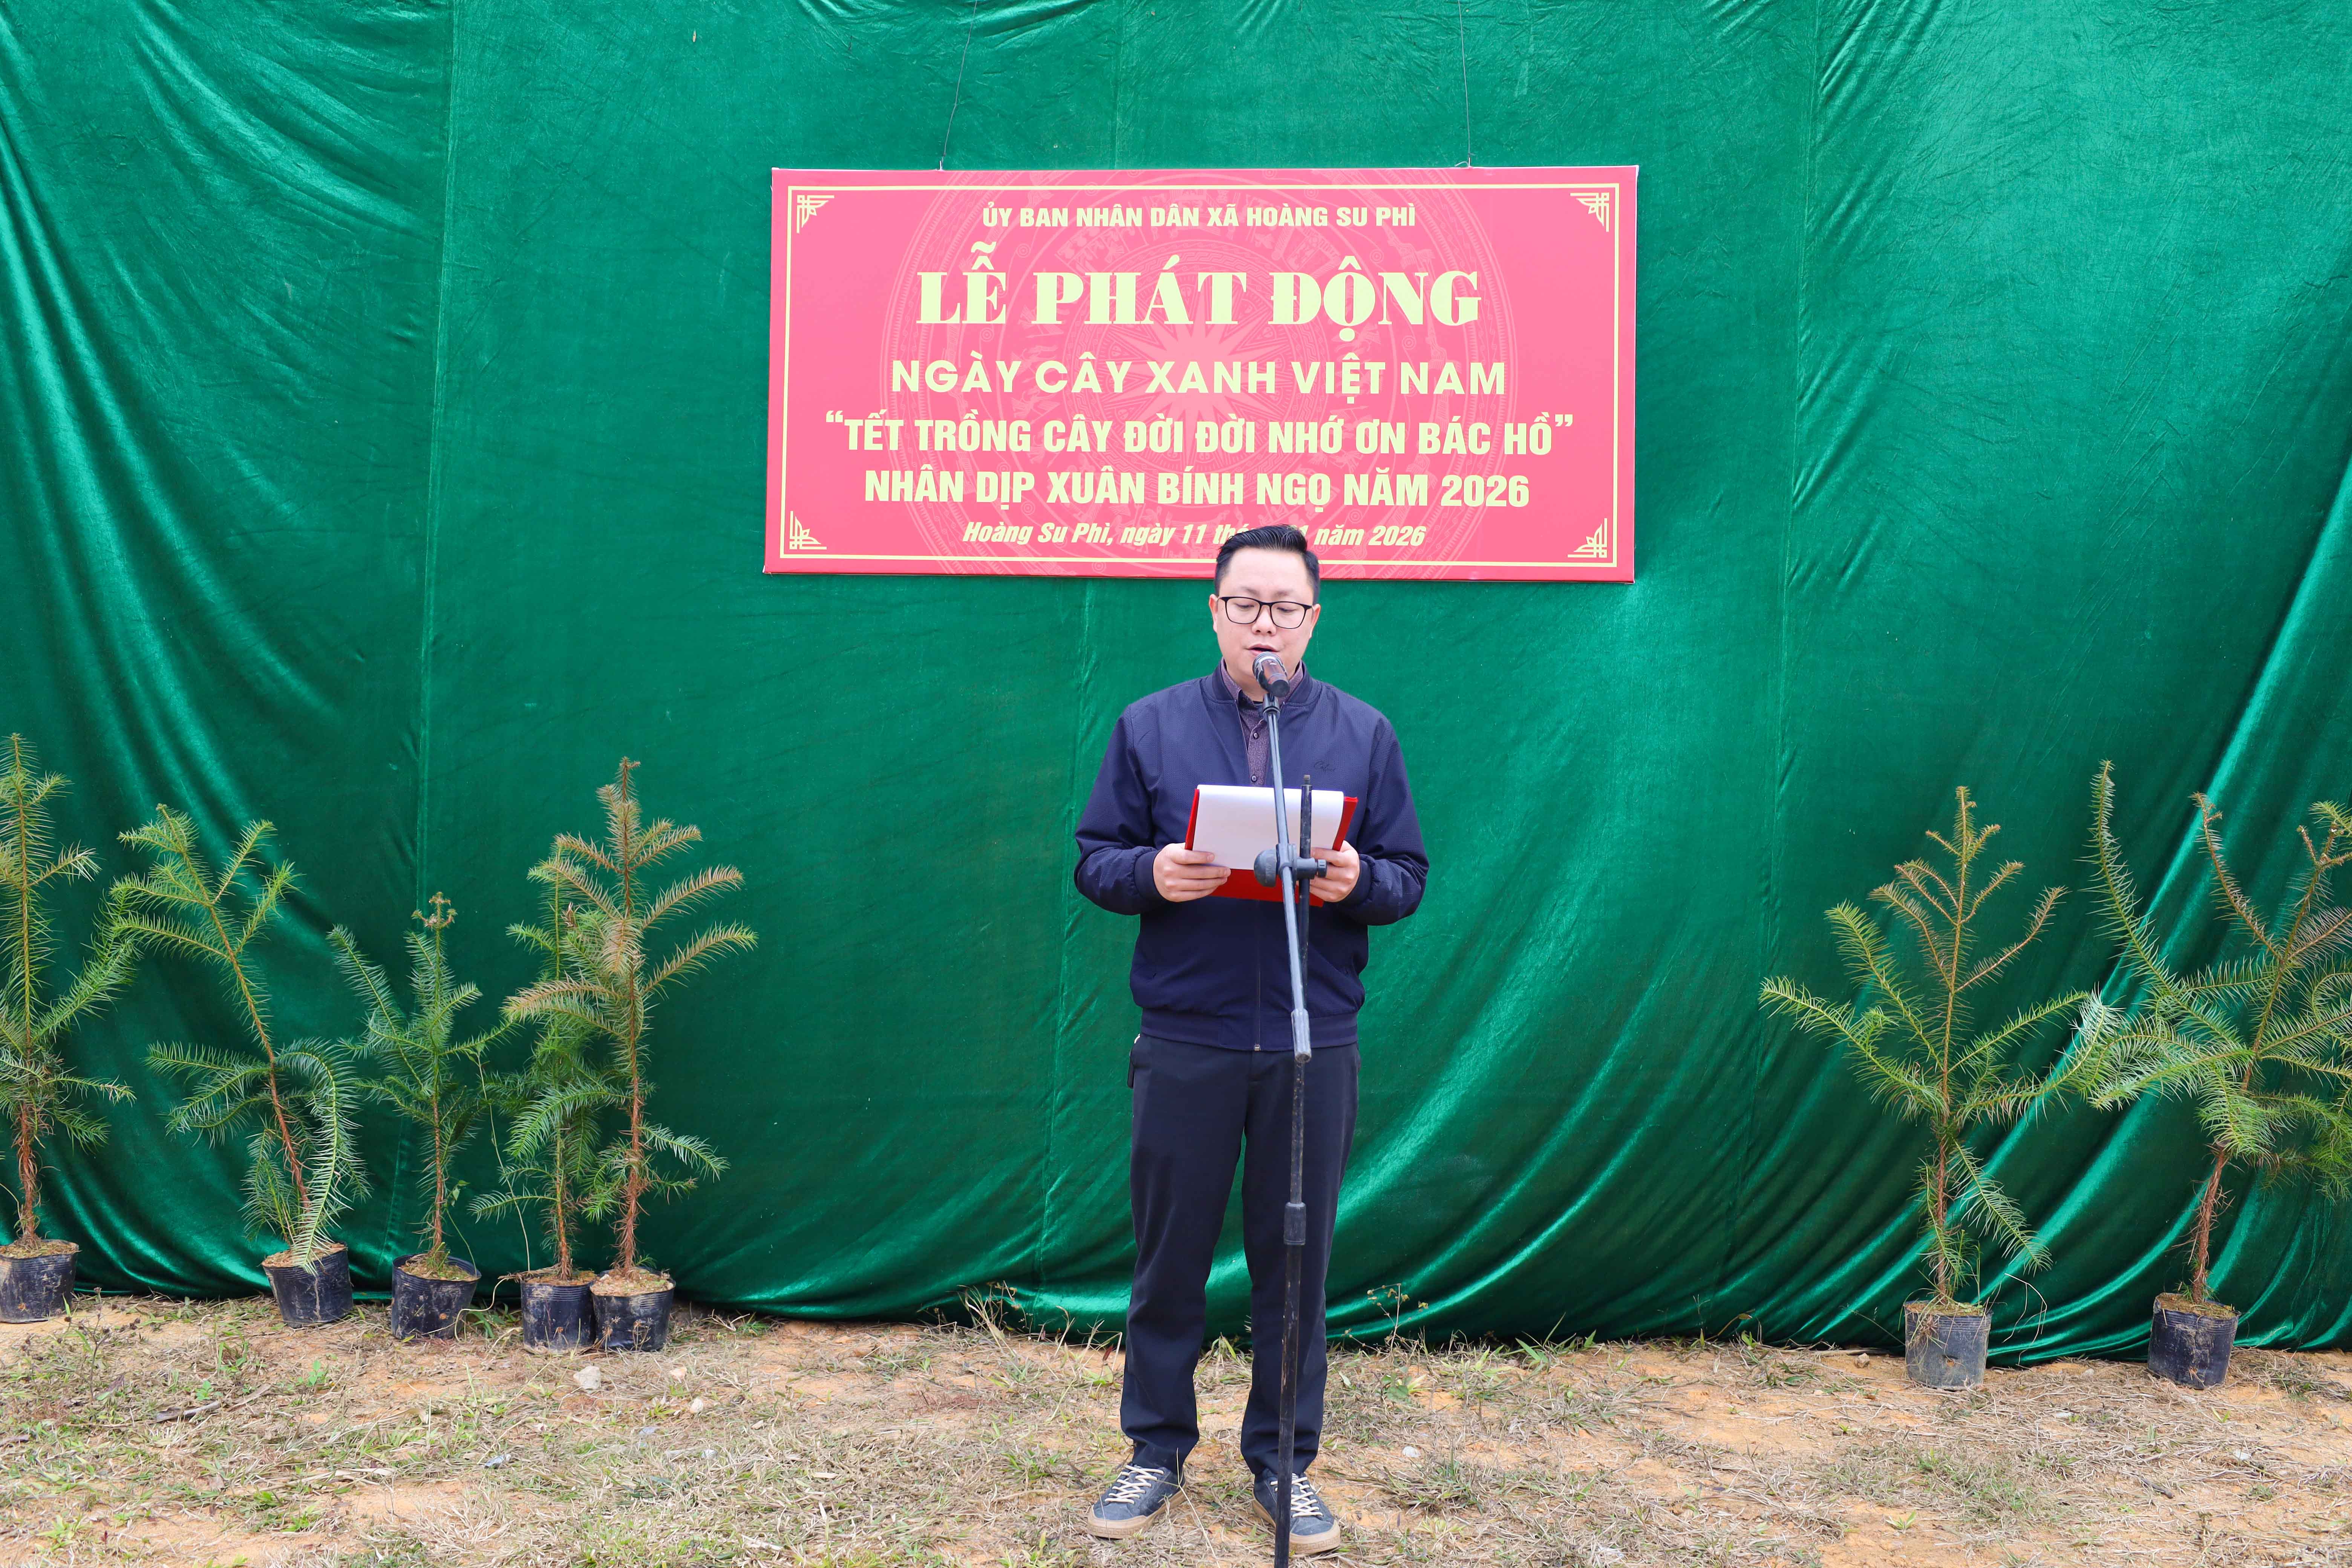 ỦY BAN NHÂN DÂN XÃ HOÀNG SU PHÌ
LỄ PHÁT ĐỘNG
NGÀY CÂY XANH VIỆT NAM
“TẾT TRỒNG CÂY ĐỜI ĐỜI NHỚ ƠN BÁC HỒ”
NHÂN DỊP XUÂN BÍNH NGỌ NĂM 2026
Hoàng Su Phì, ngày 11 năm 2026